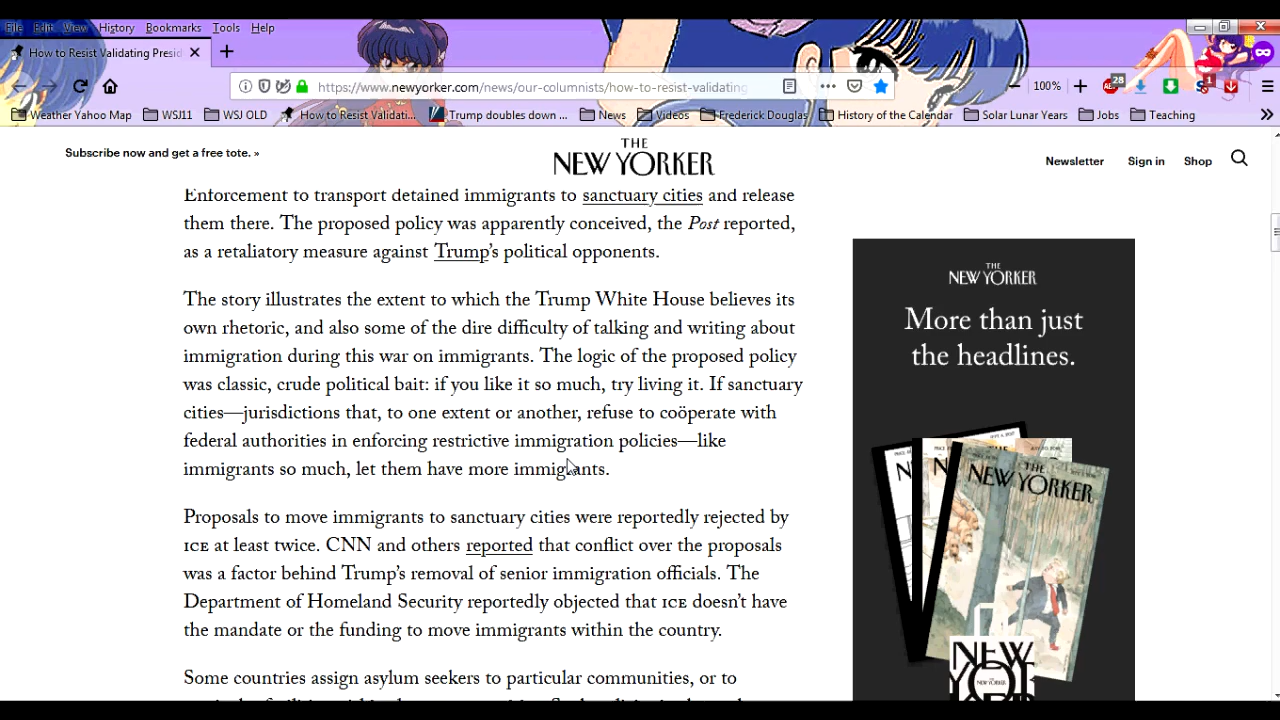 File Edit View History Bookmarks Tools Help
How to Resist Validating Presid
https://www.newyorker.com/news/our-columnists/how-to-resist-validating
100%
28
1
Weather Yahoo Map WSJ11 WSJ OLD How to Resist Validati... Trump doubles down ... News Videos Frederick Douglas History of the Calendar Solar Lunar Years Jobs Teaching
Subscribe now and get a free tote. »
THE
NEW YORKER
Newsletter Sign in Shop
Enforcement to transport detained immigrants to sanctuary cities and release
them there. The proposed policy was apparently conceived, the Post reported,
as a retaliatory measure against Trump's political opponents.
The story illustrates the extent to which the Trump White House believes its
own rhetoric, and also some of the dire difficulty of talking and writing about
immigration during this war on immigrants. The logic of the proposed policy
was classic, crude political bait: if you like it so much, try living it. If sanctuary
cities—jurisdictions that, to one extent or another, refuse to coöperate with
federal authorities in enforcing restrictive immigration policies—like
immigrants so much, let them have more immigrants.
Proposals to move immigrants to sanctuary cities were reportedly rejected by
ICE at least twice. CNN and others reported that conflict over the proposals
was a factor behind Trump's removal of senior immigration officials. The
Department of Homeland Security reportedly objected that ICE doesn't have
the mandate or the funding to move immigrants within the country.
Some countries assign asylum seekers to particular communities, or to
THE
NEW YORKER
More than just
the headlines.
THE
NEW YORKER
NEW